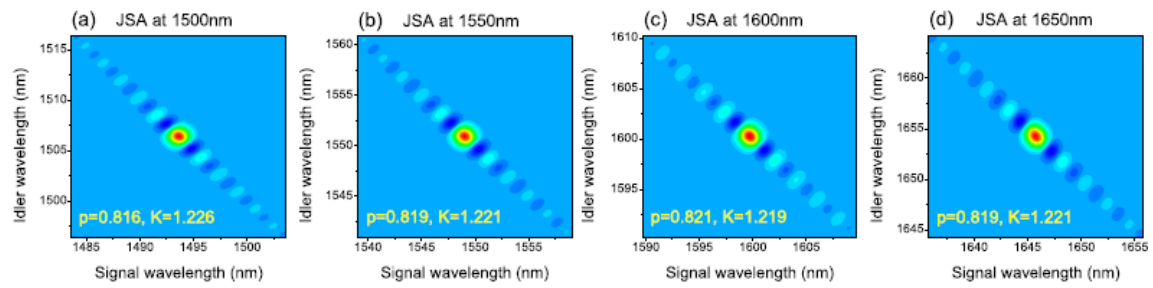 (a) JSA at 1500nm
(b) JSA at 1550nm
(c) JSA at 1600nm
(d) JSA at 1650nm
Idler wavelength (nm)
1515
1510
1505
1500
p=0.816, K=1.226
1485 1490 1495 1500
Signal wavelength (nm)
Idler wavelength (nm)
1560
1555
1550
1545
p=0.819, K=1.221
1540 1545 1550 1555
Signal wavelength (nm)
Idler wavelength (nm)
1610
1605
1600
1595
p=0.821, K=1.219
1590 1595 1600 1605
Signal wavelength (nm)
Idler wavelength (nm)
1660
1655
1650
1645
p=0.819, K=1.221
1640 1645 1650 1655
Signal wavelength (nm)